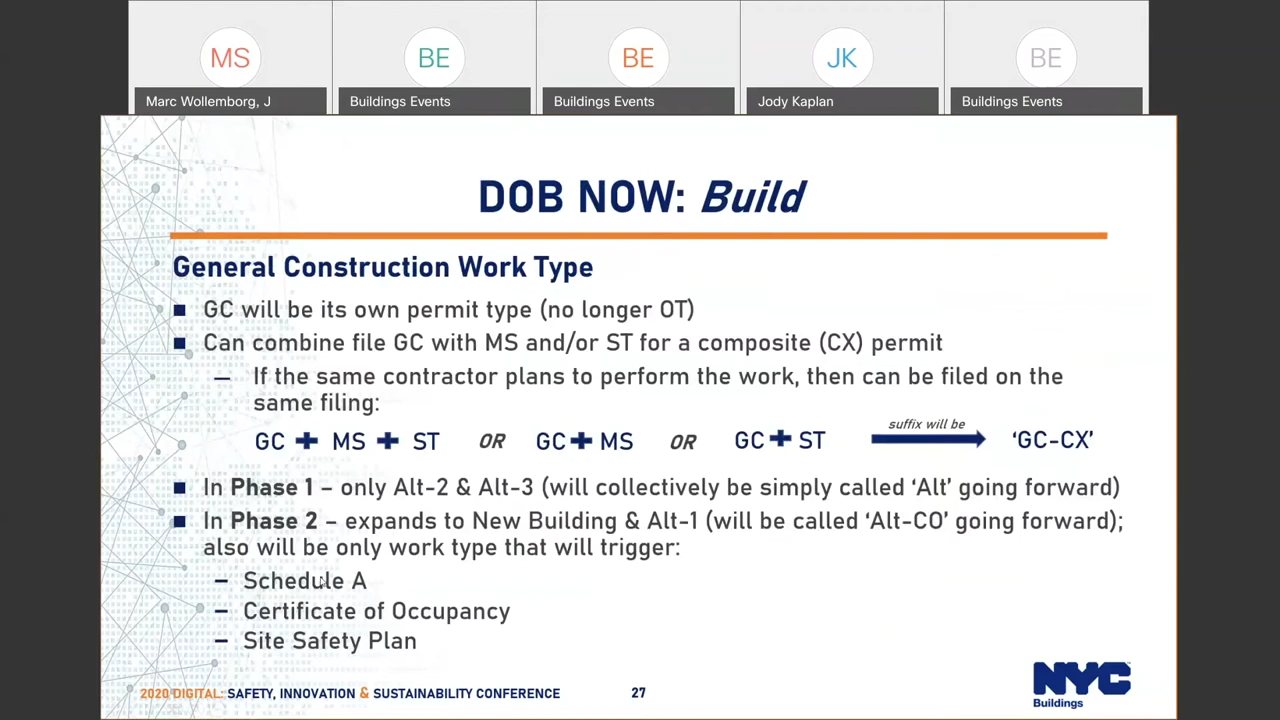 MS
BE
BE
JK
BE
Marc Wollemborg, J
Buildings Events
Buildings Events
Jody Kaplan
Buildings Events
DOB NOW: Build
General Construction Work Type
GC will be its own permit type (no longer OT)
Can combine file GC with MS and/or ST for a composite (CX) permit
— If the same contractor plans to perform the work, then can be filed on the
same filing:
suffix will be
GC + MS + ST OR GC + MS OR GC + ST 'GC-CX'
In Phase 1 – only Alt-2 & Alt-3 (will collectively be simply called 'Alt' going forward)
In Phase 2 – expands to New Building & Alt-1 (will be called 'Alt-CO' going forward);
also will be only work type that will trigger:
– Schedule A
– Certificate of Occupancy
– Site Safety Plan
2020 DIGITAL: SAFETY, INNOVATION & SUSTAINABILITY CONFERENCE
27
NYC
Buildings